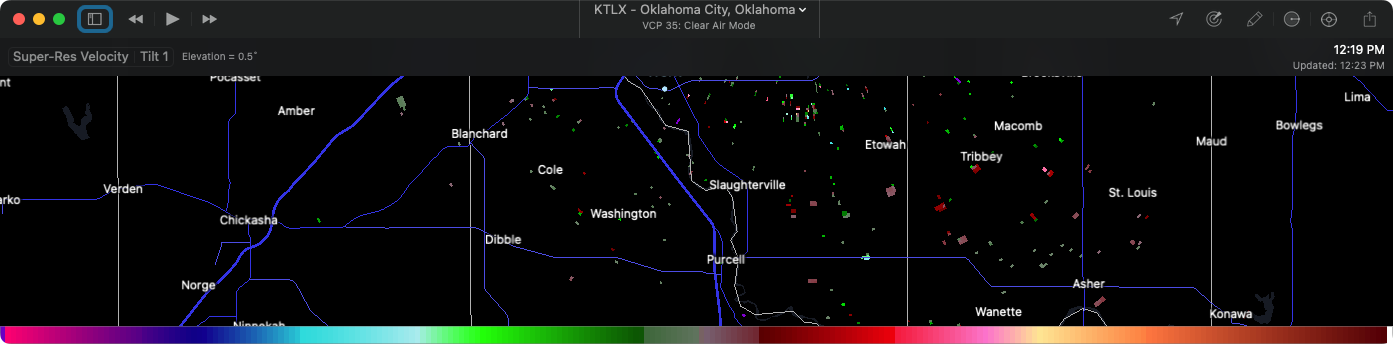 KTLX - Oklahoma City, Oklahoma
VCP 35: Clear Air Mode
Super-Res Velocity Tilt 1 Elevation = 0.5°
12:19 PM
Updated: 12:23 PM
Pocasset
Lima
Amber
Bowlegs
Macomb
Blanchard
Maud
Etowah
Tribbey
Cole
Slaughterville
Verden
St. Louis
Washington
Chickasha
Dibble
Purcell
Norge
Asher
Wanette
Konawa
Ninnekah